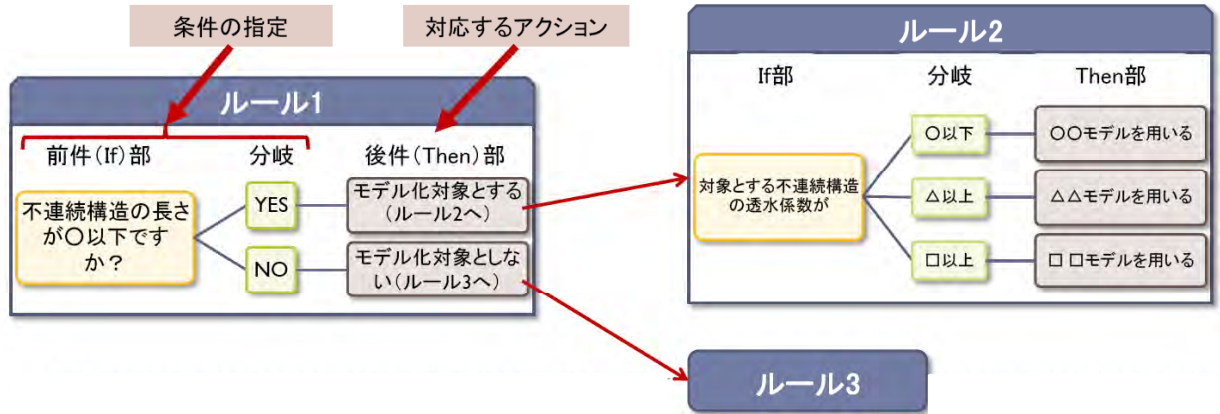 条件の指定
対応するアクション
ルール1
前件(If)部
分岐
後件(Then)部
不連続構造の長さ
が〇以下です
か？
YES
モデル化対象とする
(ルール2へ)
NO
モデル化対象としな
い(ルール3へ)
ルール2
If部
分岐
Then部
対象とする不連続構造
の透水係数が
〇以下
〇〇モデルを用いる
△以上
△△モデルを用いる
□以上
□ □モデルを用いる
ルール3